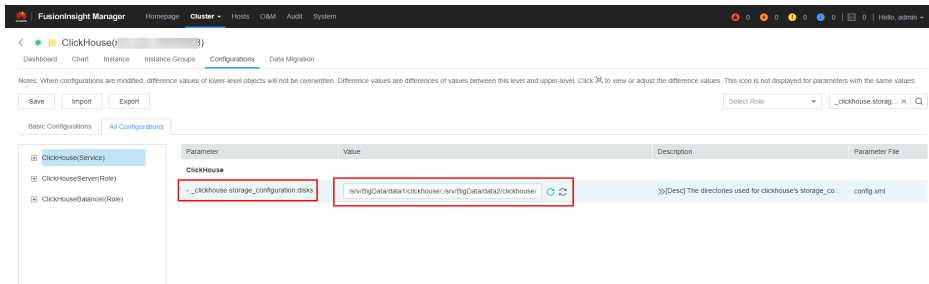 FusionInsight Manager Homepage Cluster Hosts O&M Audit System 0 0 0 0 0 Hello, admin
ClickHouse( 3)
Dashboard Chart Instance Instance Groups Configurations Data Migration
Notes: When configurations are modified, difference values of lower-level objects will not be overwritten. Difference values are differences of values between this level and upper-level. Click , to view or adjust the difference values. This icon is not displayed for parameters with the same values.
Save Import Export Select Role _clickhouse.storag...
Basic Configurations All Configurations
Parameter Value Description Parameter File
ClickHouse(Service)
ClickHouse
ClickHouseServer(Role)
- _clickhouse.storage_configuration.disks /srv/BigData/data1/clickhouse/,/srv/BigData/data2/clickhouse/ [Desc] The directories used for clickhouse's storage_co... config.xml
ClickHouseBalancer(Role)